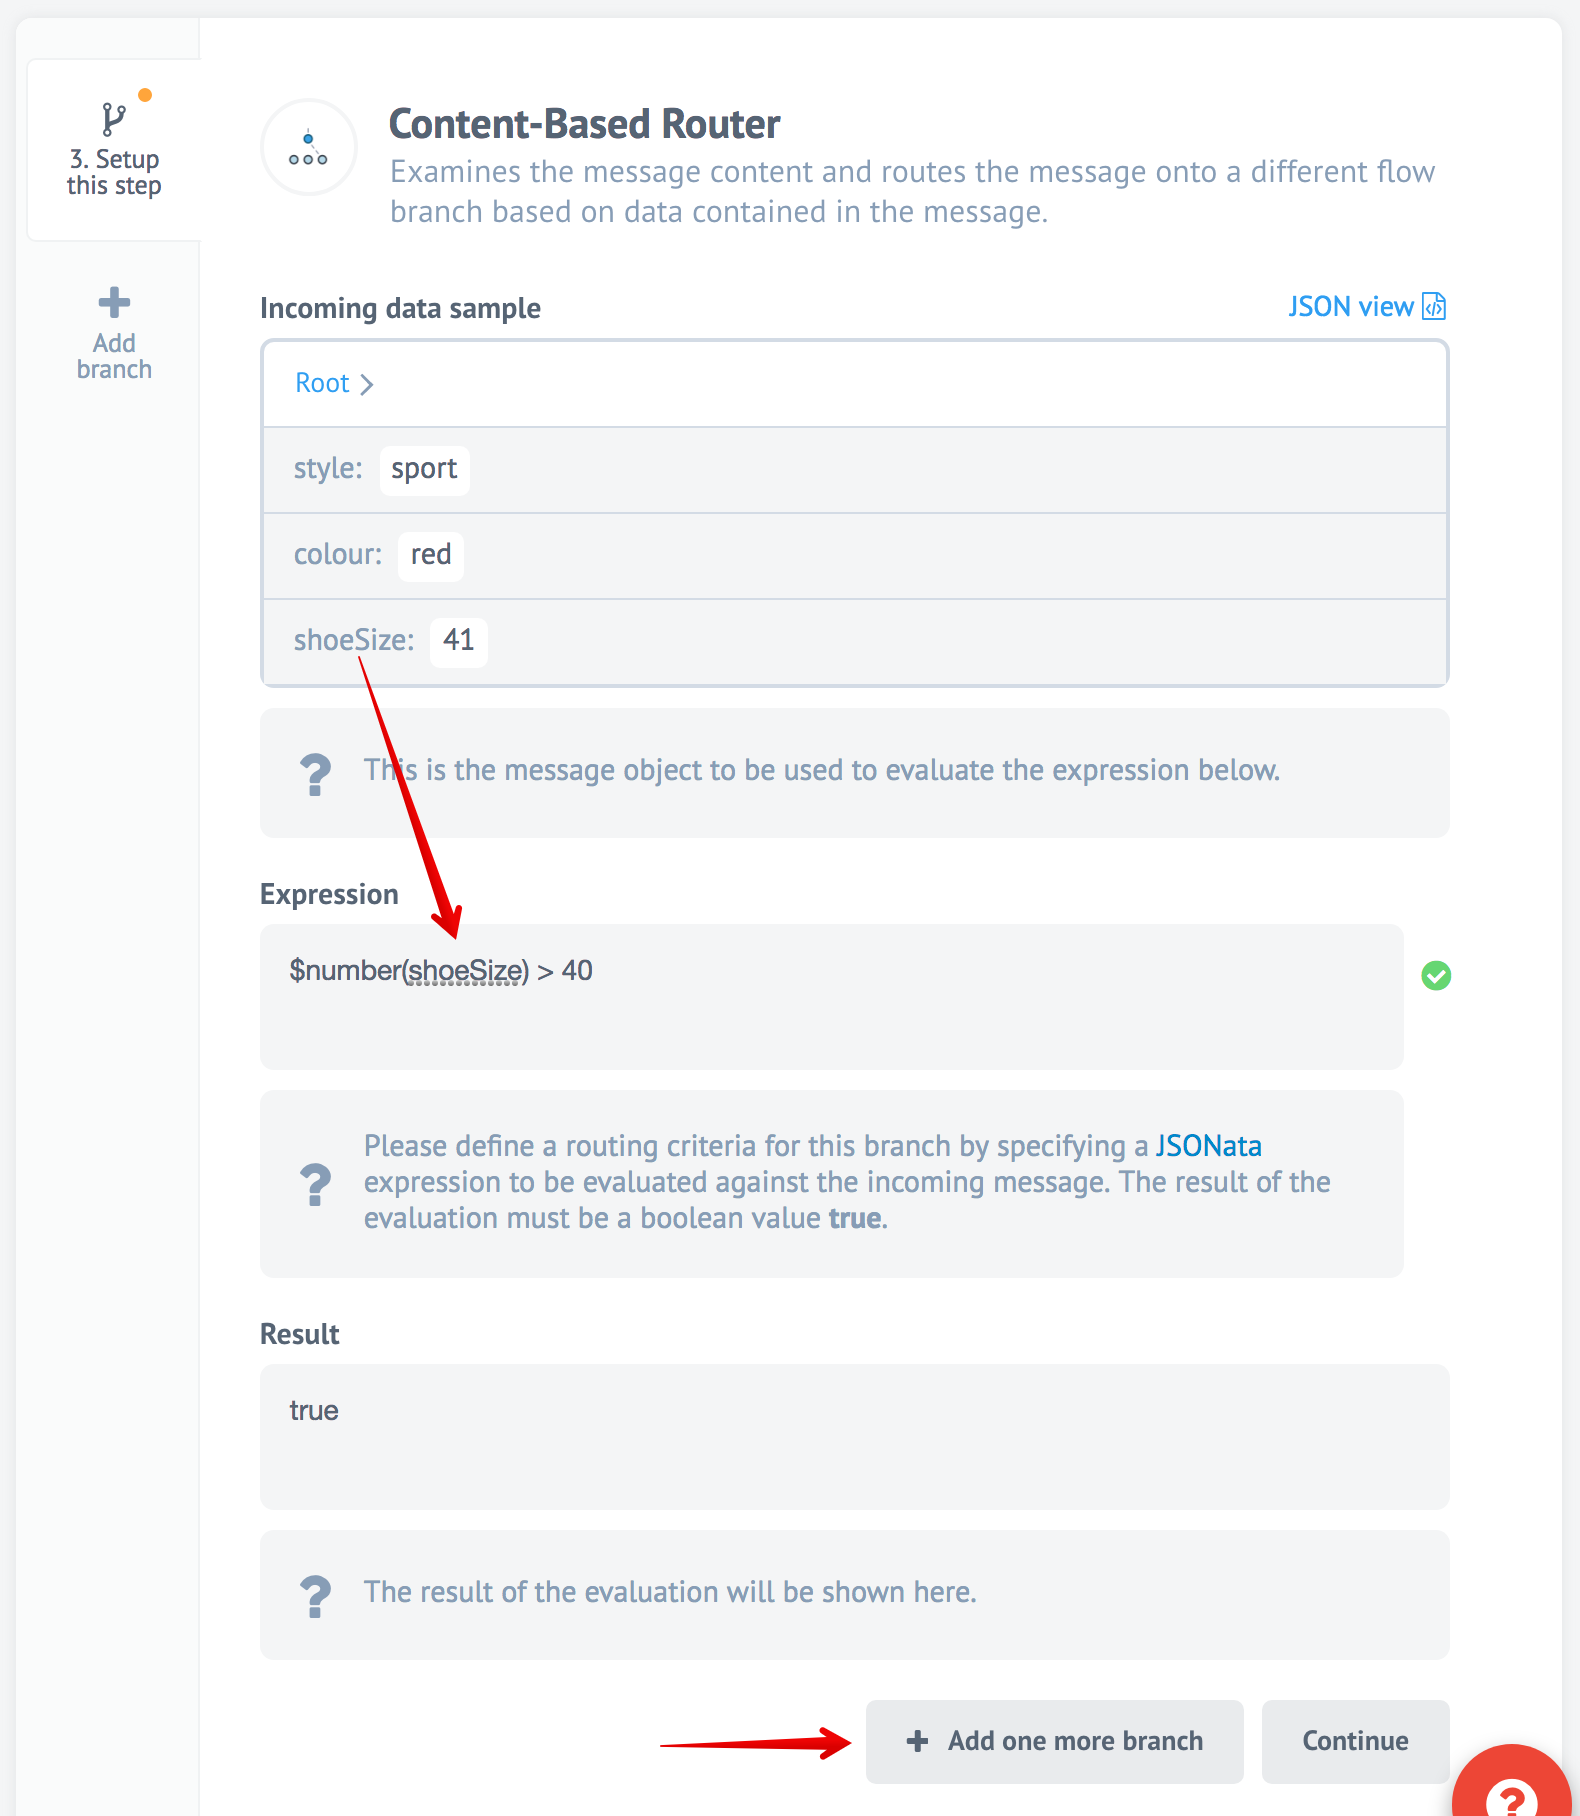 3. Setup
this step
Add
branch
Content-Based Router
Examines the message content and routes the message onto a different flow
branch based on data contained in the message.
Incoming data sample
JSON view
Root
style: sport
colour: red
shoeSize: 41
This is the message object to be used to evaluate the expression below.
Expression
$number(shoeSize) > 40
Please define a routing criteria for this branch by specifying a JSONata
expression to be evaluated against the incoming message. The result of the
evaluation must be a boolean value true.
Result
true
The result of the evaluation will be shown here.
Add one more branch
Continue